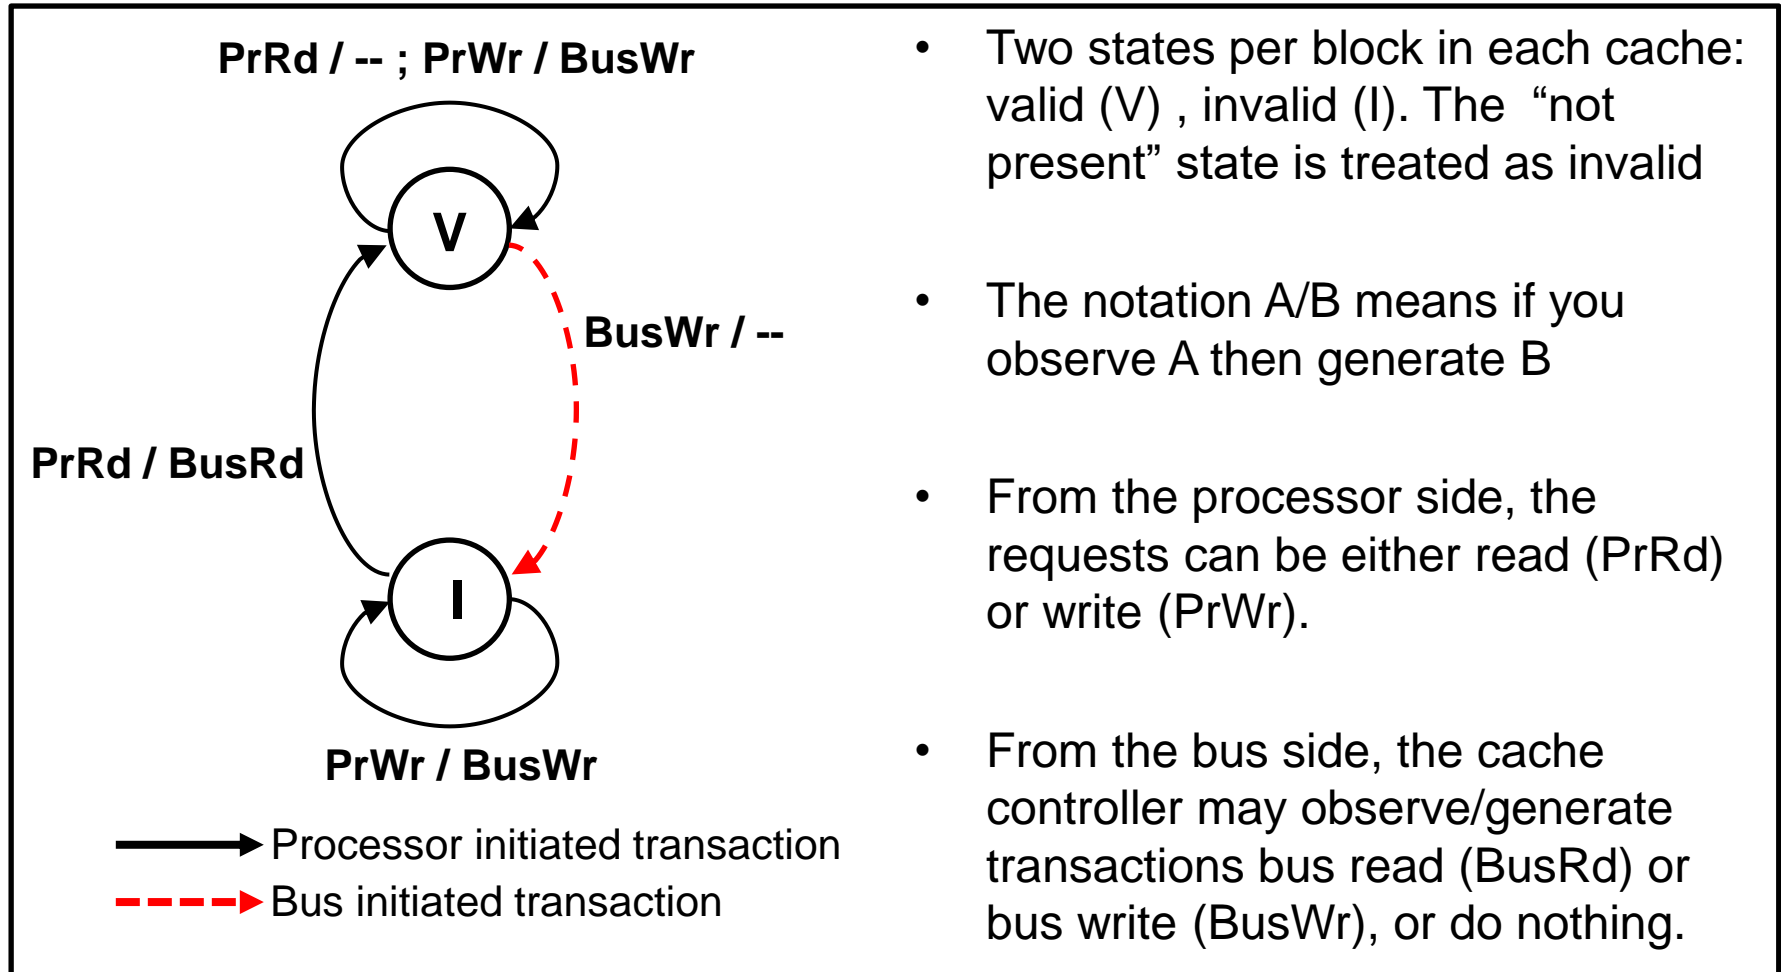 PrRd / -- ; PrWr / BusWr
V
BusWr / --
PrRd / BusRd
I
PrWr / BusWr
Processor initiated transaction
Bus initiated transaction
• Two states per block in each cache:
valid (V) , invalid (I). The “not
present” state is treated as invalid
• The notation A/B means if you
observe A then generate B
• From the processor side, the
requests can be either read (PrRd)
or write (PrWr).
• From the bus side, the cache
controller may observe/generate
transactions bus read (BusRd) or
bus write (BusWr), or do nothing.